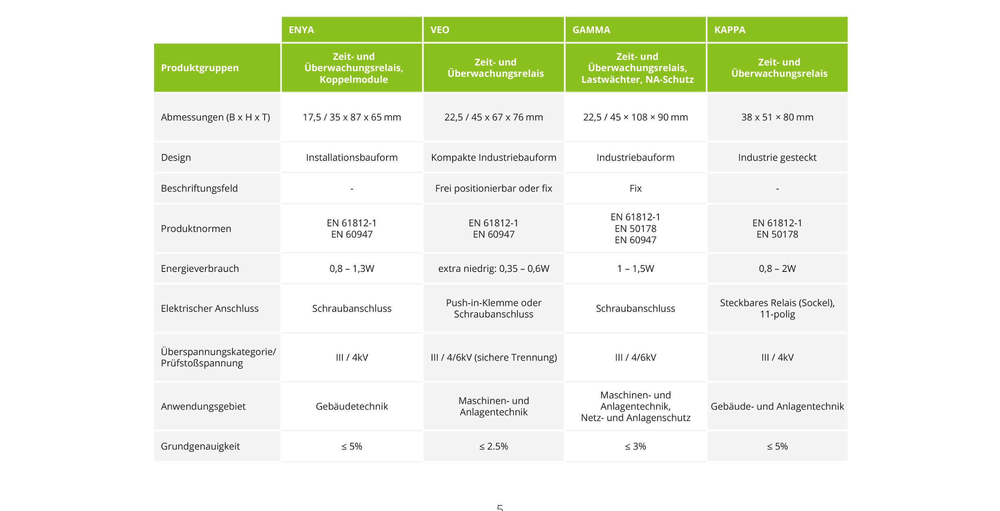 ENYA VEO GAMMA KAPPA
Produktgruppen
Zeit- und
Überwachungsrelais,
Koppelmodule
Zeit- und
Überwachungsrelais
Zeit- und
Überwachungsrelais,
Lastwächter, NA-Schutz
Zeit- und
Überwachungsrelais
Abmessungen (B x H x T) 17,5 / 35 x 87 x 65 mm 22,5 / 45 x 67 x 76 mm 22,5 / 45 × 108 × 90 mm 38 x 51 × 80 mm
Design Installationsbauform Kompakte Industriebauform Industriebauform Industrie gesteckt
Beschriftungsfeld - Frei positionierbar oder fix Fix -
Produktnormen
EN 61812-1
EN 60947
EN 61812-1
EN 60947
EN 61812-1
EN 50178
EN 60947
EN 61812-1
EN 50178
Energieverbrauch 0,8 – 1,3W extra niedrig: 0,35 – 0,6W 1 – 1,5W 0,8 – 2W
Elektrischer Anschluss
Schraubanschluss
Push-in-Klemme oder
Schraubanschluss
Schraubanschluss
Steckbares Relais (Sockel),
11-polig
Überspannungskategorie/
Prüfstoßspannung
III / 4kV
III / 4/6kV (sichere Trennung)
III / 4/6kV
III / 4kV
Anwendungsgebiet
Gebäudetechnik
Maschinen- und
Anlagentechnik
Maschinen- und
Anlagentechnik,
Netz- und Anlagenschutz
Gebäude- und Anlagentechnik
Grundgenauigkeit ≤ 5% ≤ 2.5% ≤ 3% ≤ 5%
5